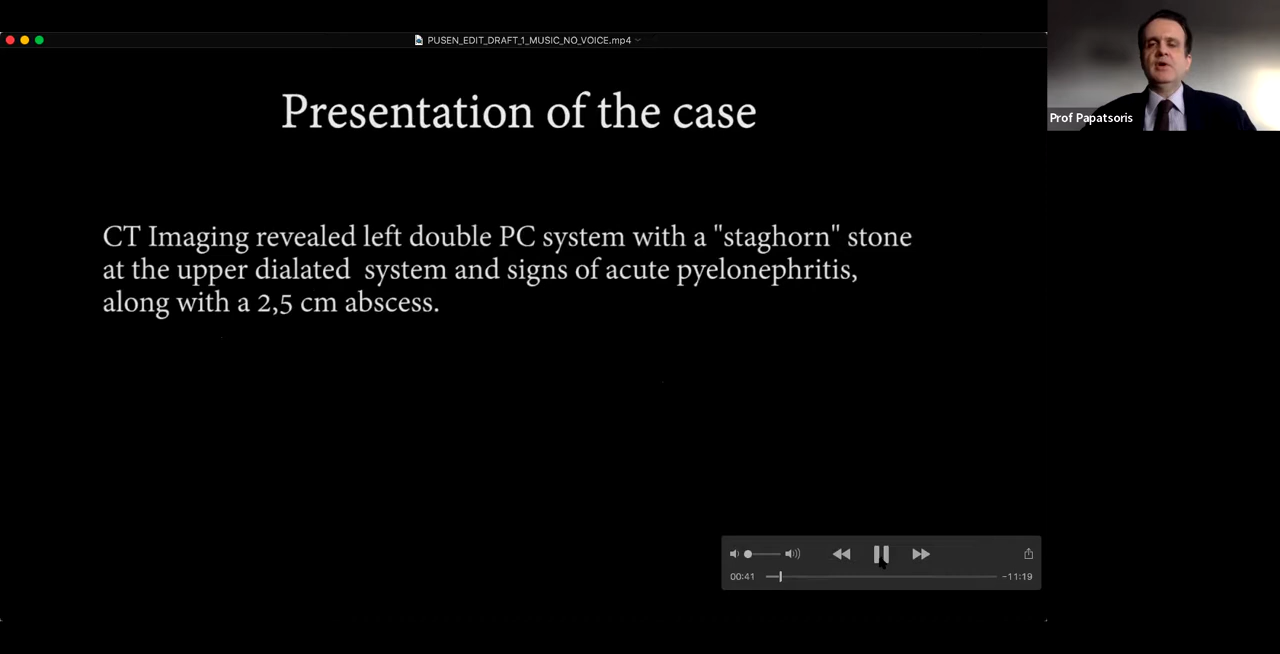 PUSEN_EDIT_DRAFT_1_MUSIC_NO_VOICE.mp4
Prof Papatsoris
Presentation of the case
CT Imaging revealed left double PC system with a "staghorn" stone
at the upper dialated  system and signs of acute pyelonephritis,
along with a 2,5 cm abscess.
00:41
-11:19